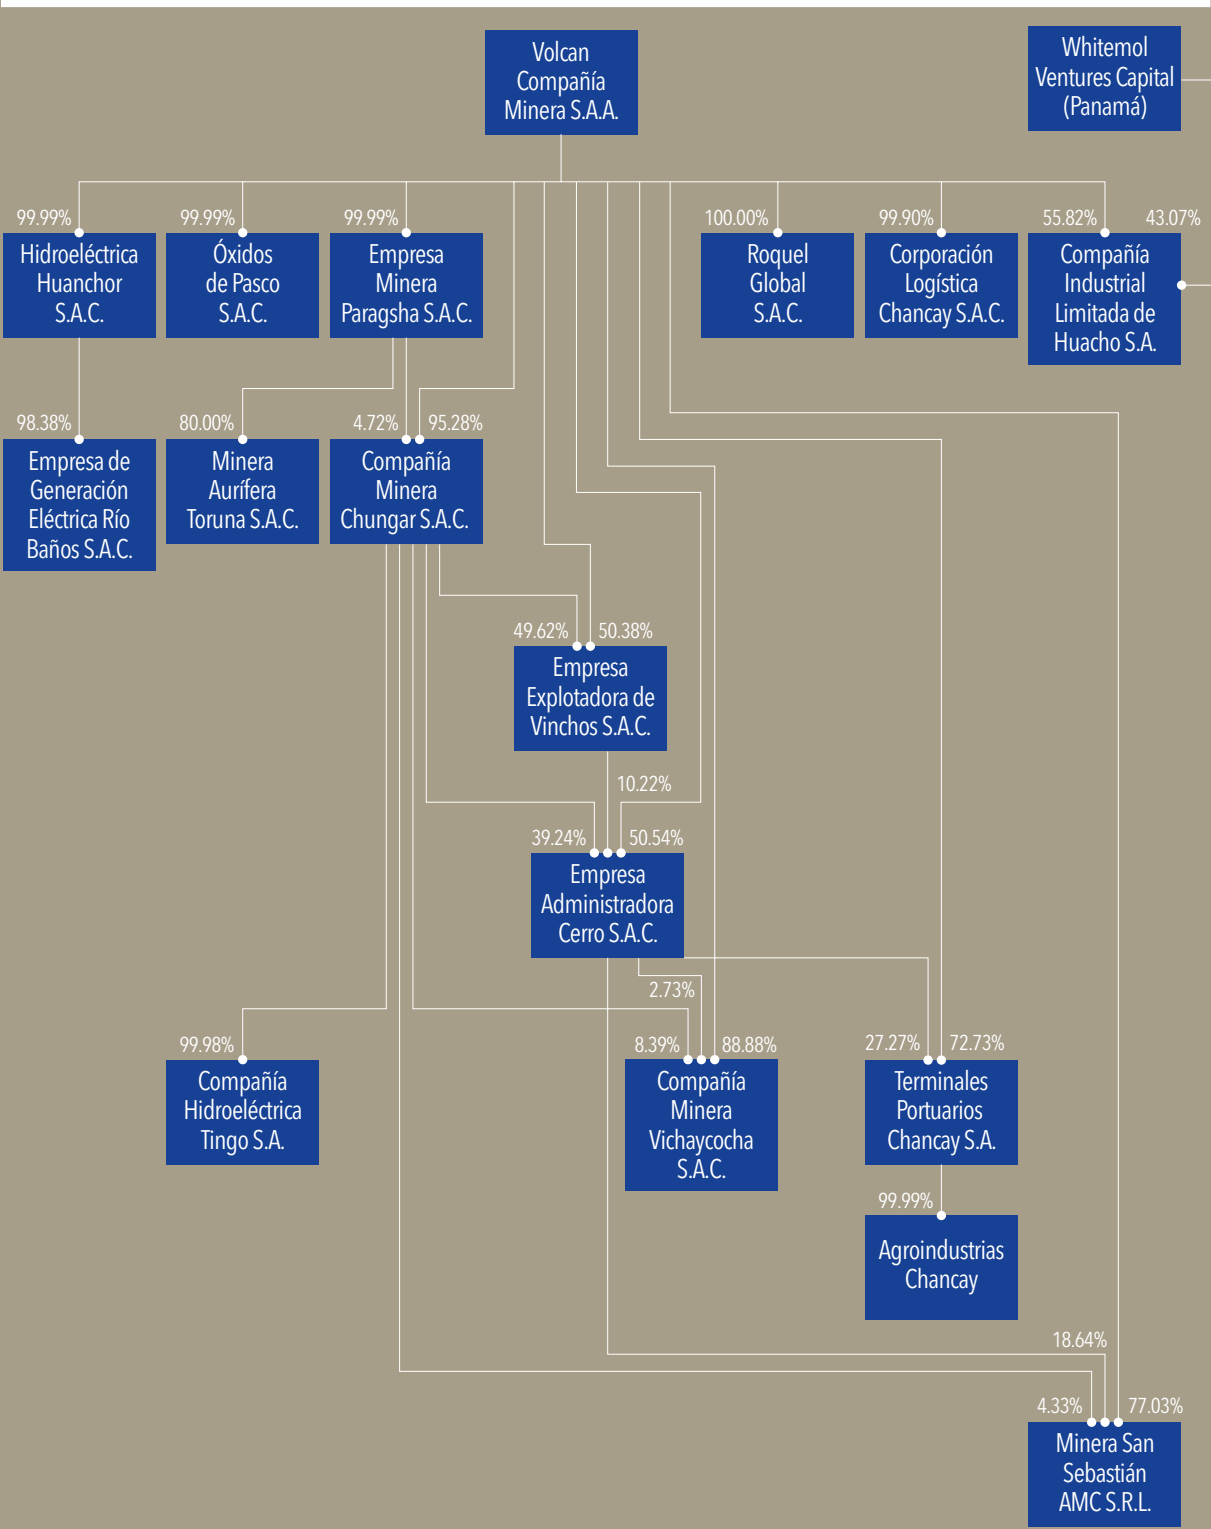 Volcan
Compañía
Minera S.A.A.
Whitemol
Ventures Capital
(Panamá)
99.99%
99.99%
99.99%
100.00%
99.90%
55.82%
43.07%
Hidroeléctrica
Huanchor
S.A.C.
Óxidos
de Pasco
S.A.C.
Empresa
Minera
Paragsha S.A.C.
Roquel
Global
S.A.C.
Corporación
Logística
Chancay S.A.C.
Compañía
Industrial
Limitada de
Huacho S.A.
98.38%
80.00%
4.72%
95.28%
Empresa de
Generación
Eléctrica Río
Baños S.A.C.
Minera
Aurífera
Toruna S.A.C.
Compañía
Minera
Chungar S.A.C.
49.62%
50.38%
Empresa
Explotadora de
Vinchos S.A.C.
10.22%
39.24%
50.54%
Empresa
Administradora
Cerro S.A.C.
2.73%
99.98%
8.39%
88.88%
27.27%
72.73%
Compañía
Hidroeléctrica
Tingo S.A.
Compañía
Minera
Vichaycocha
S.A.C.
Terminales
Portuarios
Chancay S.A.
99.99%
Agroindustrias
Chancay
18.64%
4.33%
77.03%
Minera San
Sebastián
AMC S.R.L.